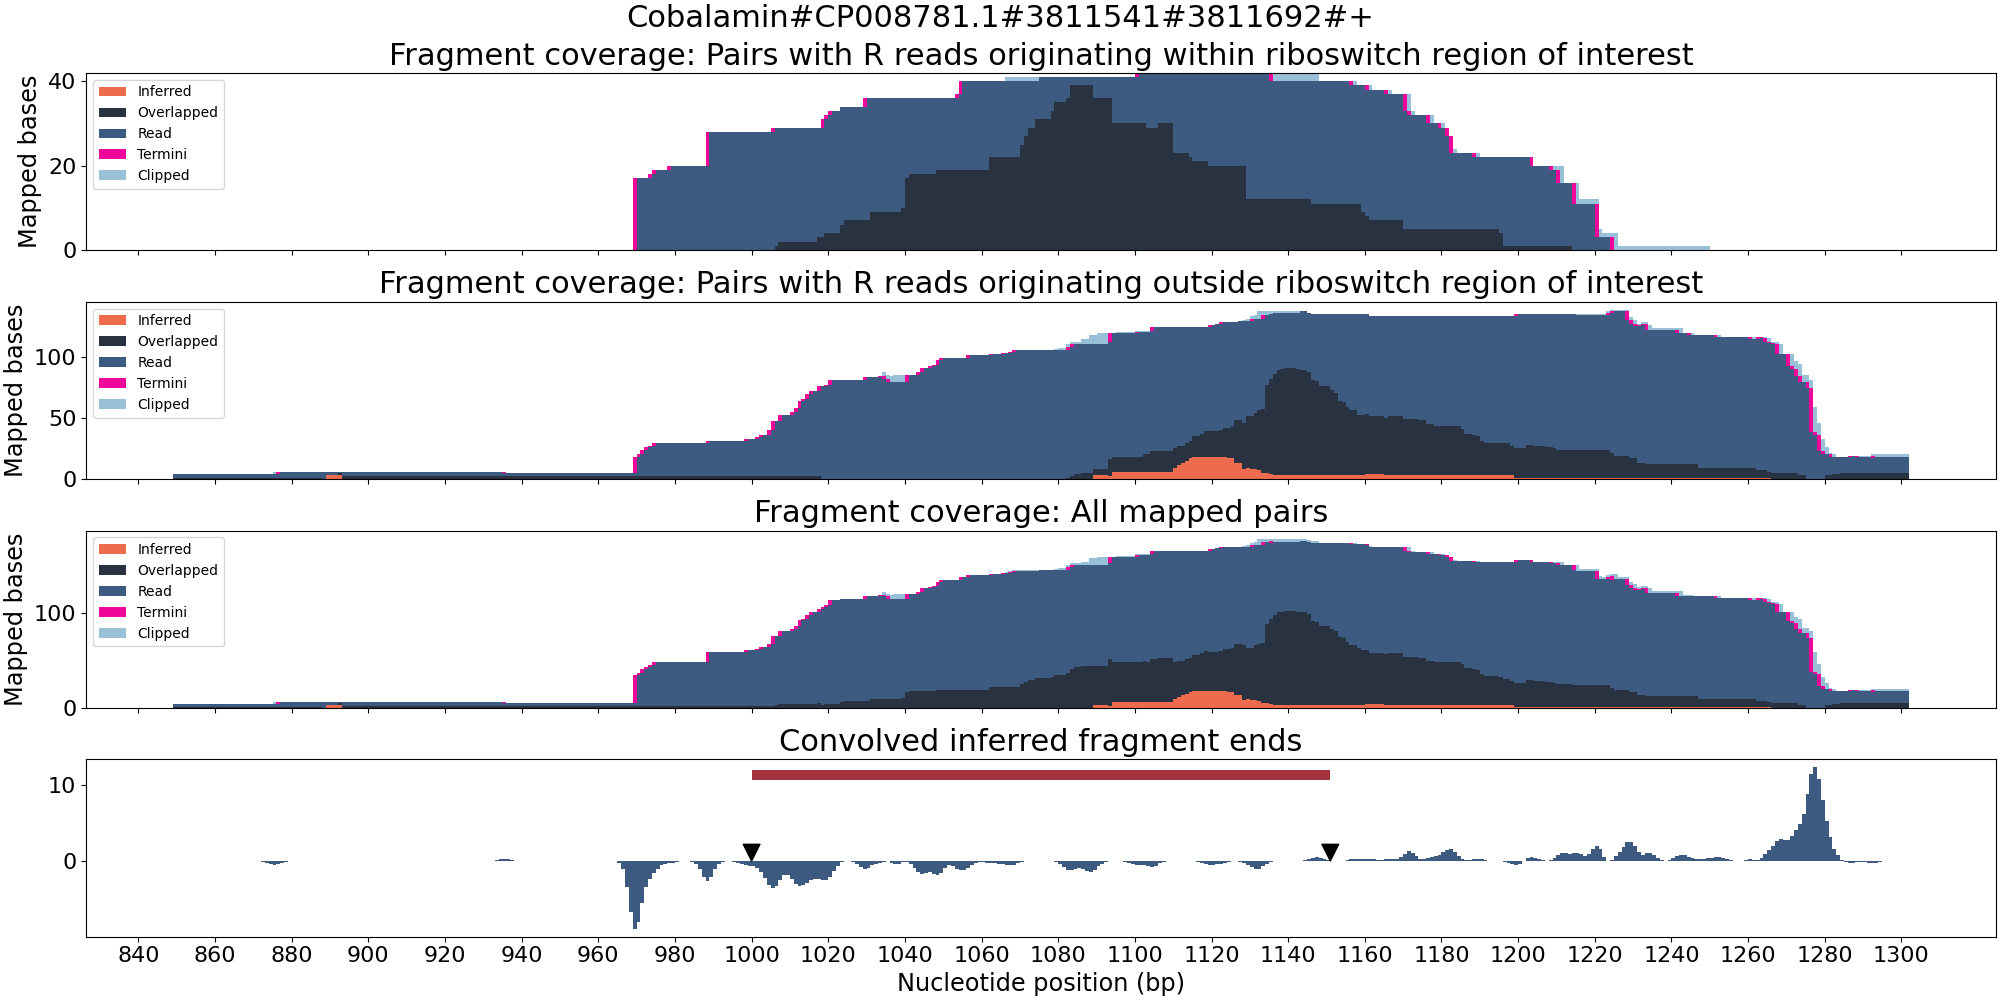 Cobalamin#CP008781.1#3811541#3811692#+
Fragment coverage: Pairs with R reads originating within riboswitch region of interest
Mapped bases
40
20
0
Inferred
Overlapped
Read
Termini
Clipped
Fragment coverage: Pairs with R reads originating outside riboswitch region of interest
Mapped bases
100
50
0
Inferred
Overlapped
Read
Termini
Clipped
Fragment coverage: All mapped pairs
Mapped bases
100
0
Inferred
Overlapped
Read
Termini
Clipped
Convolved inferred fragment ends
10
0
840 860 880 900 920 940 960 980 1000 1020 1040 1060 1080 1100 1120 1140 1160 1180 1200 1220 1240 1260 1280 1300
Nucleotide position (bp)